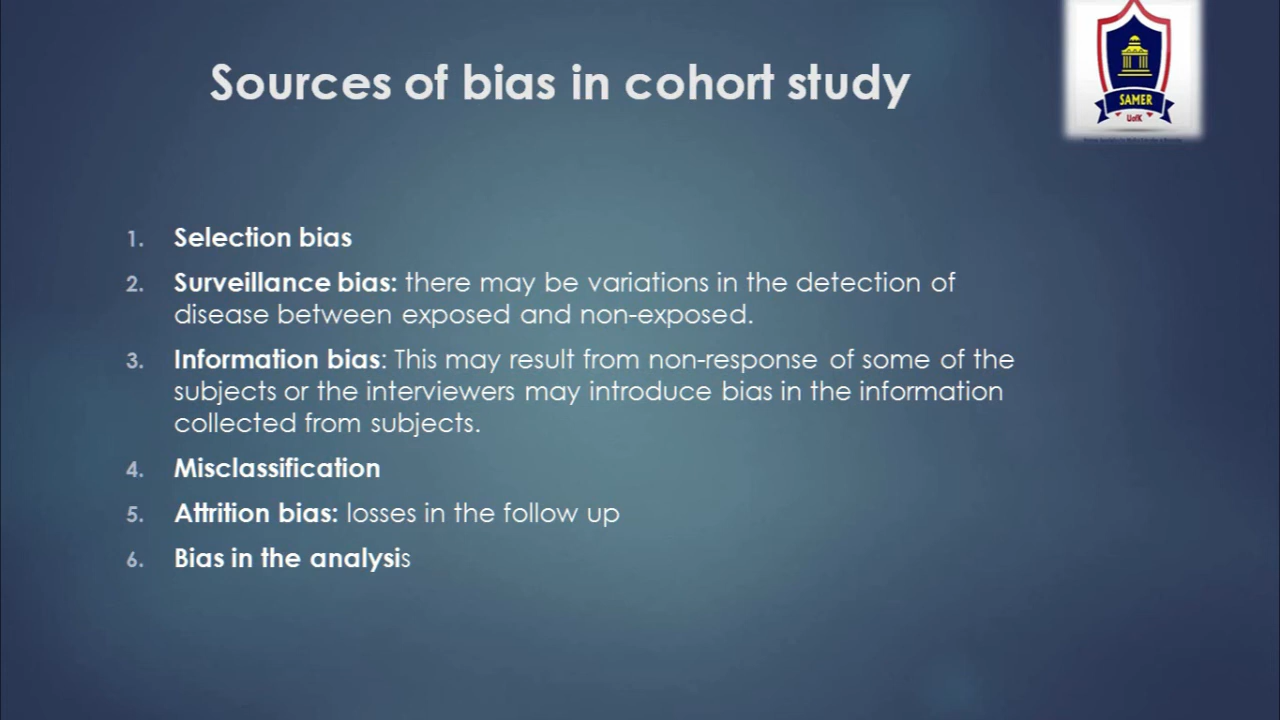 Sources of bias in cohort study
SAMER
UofK
1. Selection bias
2. Surveillance bias: there may be variations in the detection of
disease between exposed and non-exposed.
3. Information bias: This may result from non-response of some of the
subjects or the interviewers may introduce bias in the information
collected from subjects.
4. Misclassification
5. Attrition bias: losses in the follow up
6. Bias in the analysis